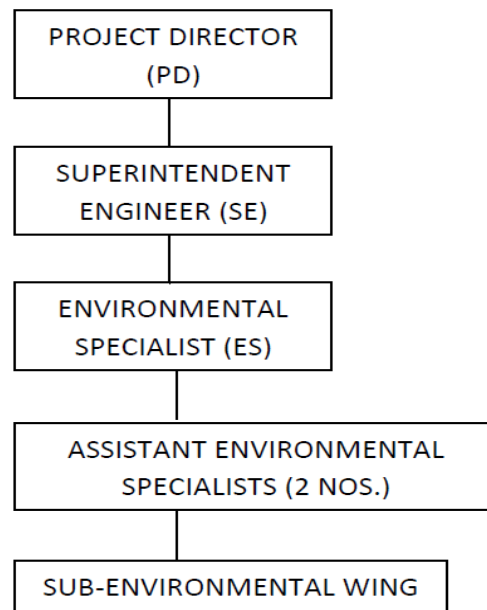 PROJECT DIRECTOR
(PD)
SUPERINTENDENT
ENGINEER (SE)
ENVIRONMENTAL
SPECIALIST (ES)
ASSISTANT ENVIRONMENTAL
SPECIALISTS (2 NOS.)
SUB-ENVIRONMENTAL WING